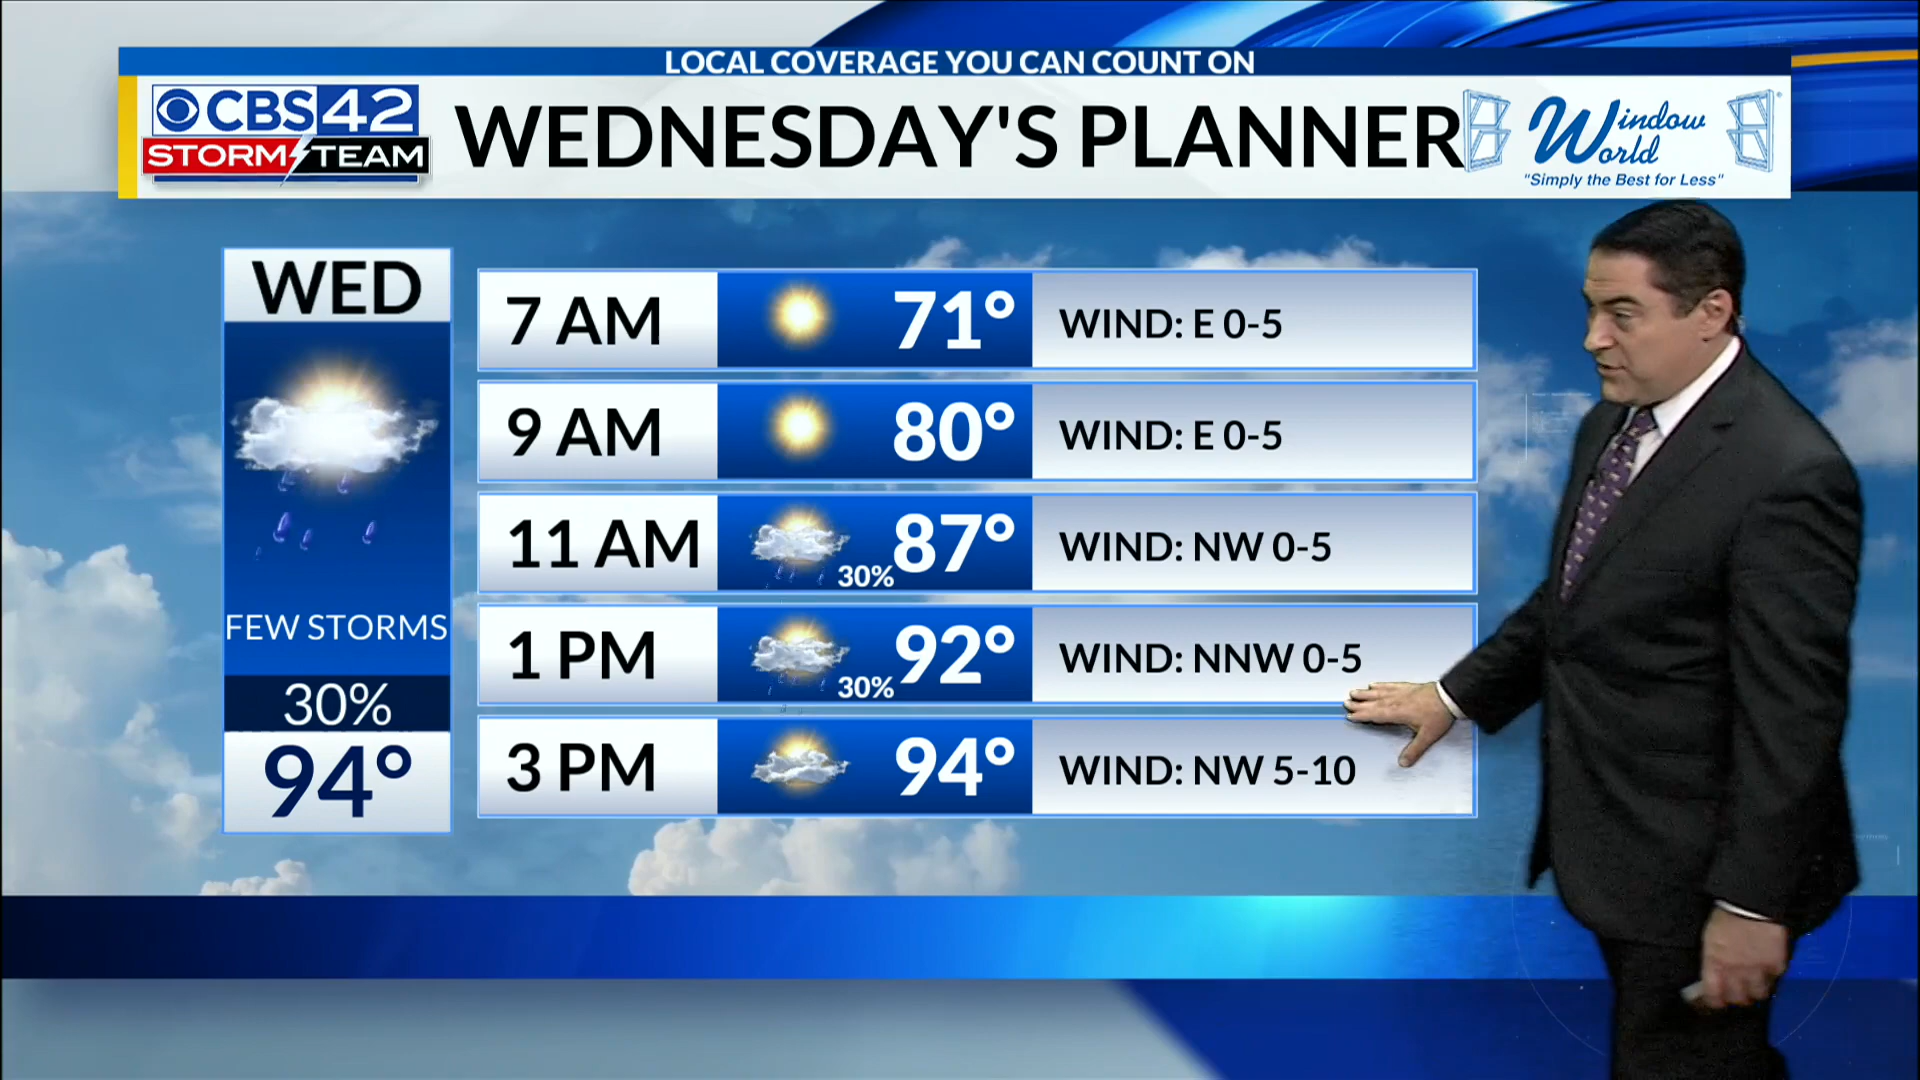 LOCAL COVERAGE YOU CAN COUNT ON
CBS 42
STORM TEAM
WEDNESDAY'S PLANNER
Window
World
"Simply the Best for Less"
WED
FEW STORMS
30%
94°
7 AM 71° WIND: E 0-5
9 AM 80° WIND: E 0-5
11 AM 30% 87° WIND: NW 0-5
1 PM 30% 92° WIND: NNW 0-5
3 PM 94° WIND: NW 5-10